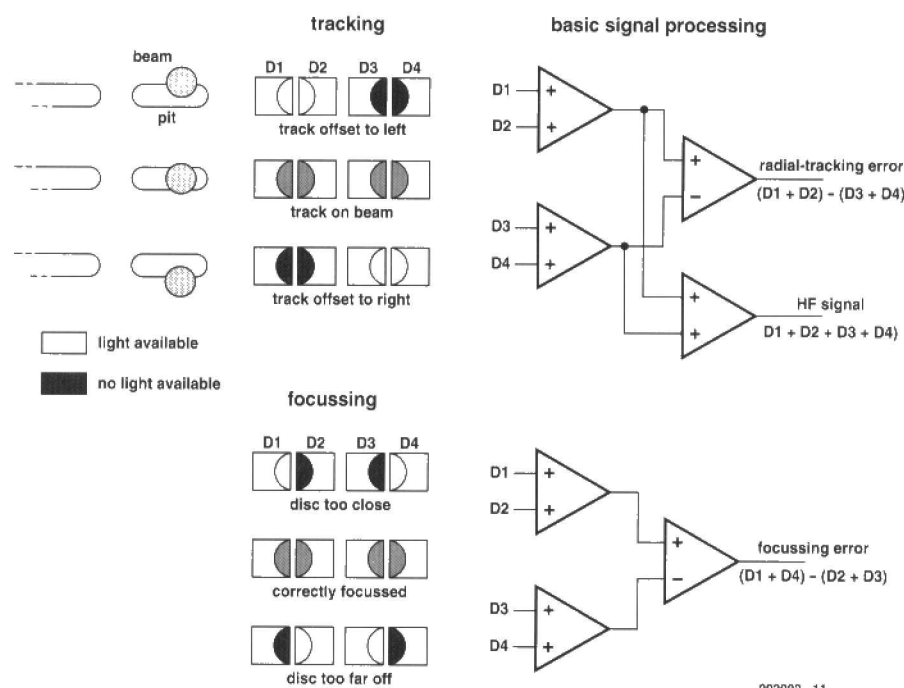 tracking
basic signal processing
beam
pit
D1 D2 D3 D4
track offset to left
track on beam
track offset to right
light available
no light available
D1
+
D2
+
D3
+
D4
+
+
−
radial-tracking error
(D1 + D2) − (D3 + D4)
+
+
HF signal
D1 + D2 + D3 + D4)
focussing
D1 D2 D3 D4
disc too close
correctly focussed
disc too far off
D1
+
D2
+
D3
+
D4
+
+
−
focussing error
(D1 + D4) − (D2 + D3)